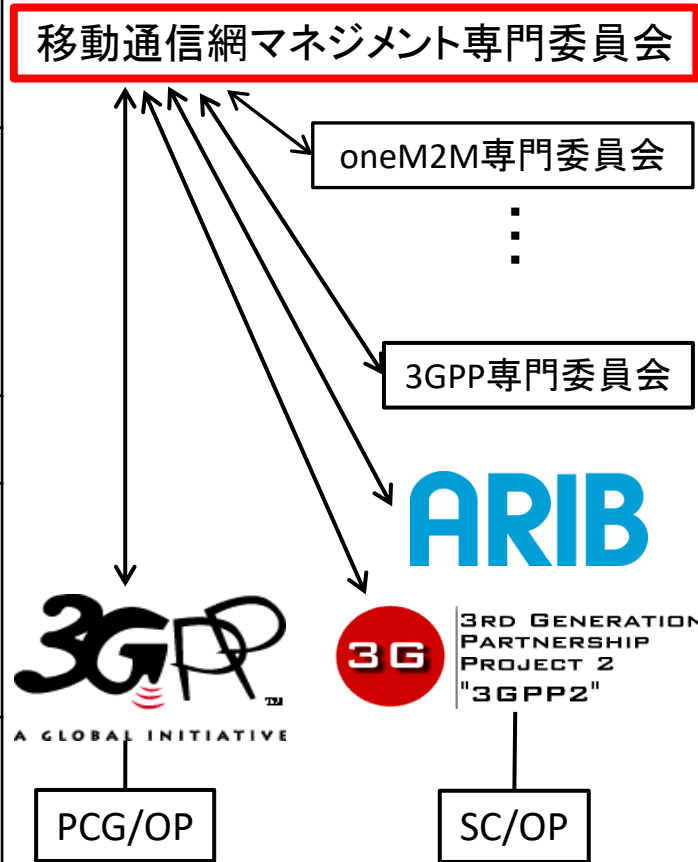 移動通信網マネジメント専門委員会
oneM2M専門委員会
3GPP専門委員会
ARIB
3GPP
TM
A GLOBAL INITIATIVE
3G
3RD GENERATION
PARTNERSHIP
PROJECT 2
"3GPP2"
PCG/OP
SC/OP